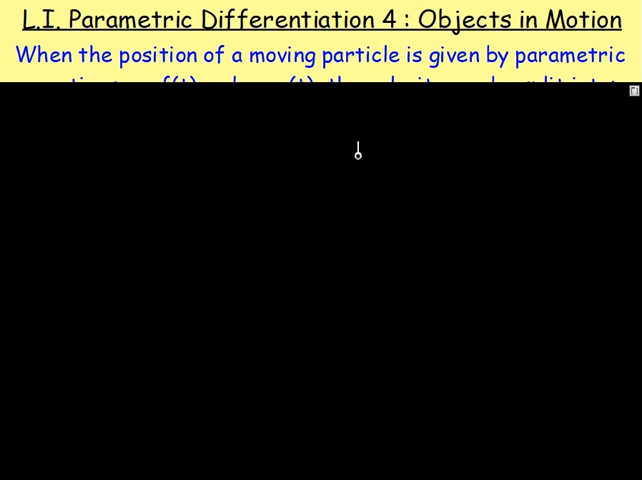 L.I. Parametric Differentiation 4 : Objects in Motion
When the position of a moving particle is given by parametric